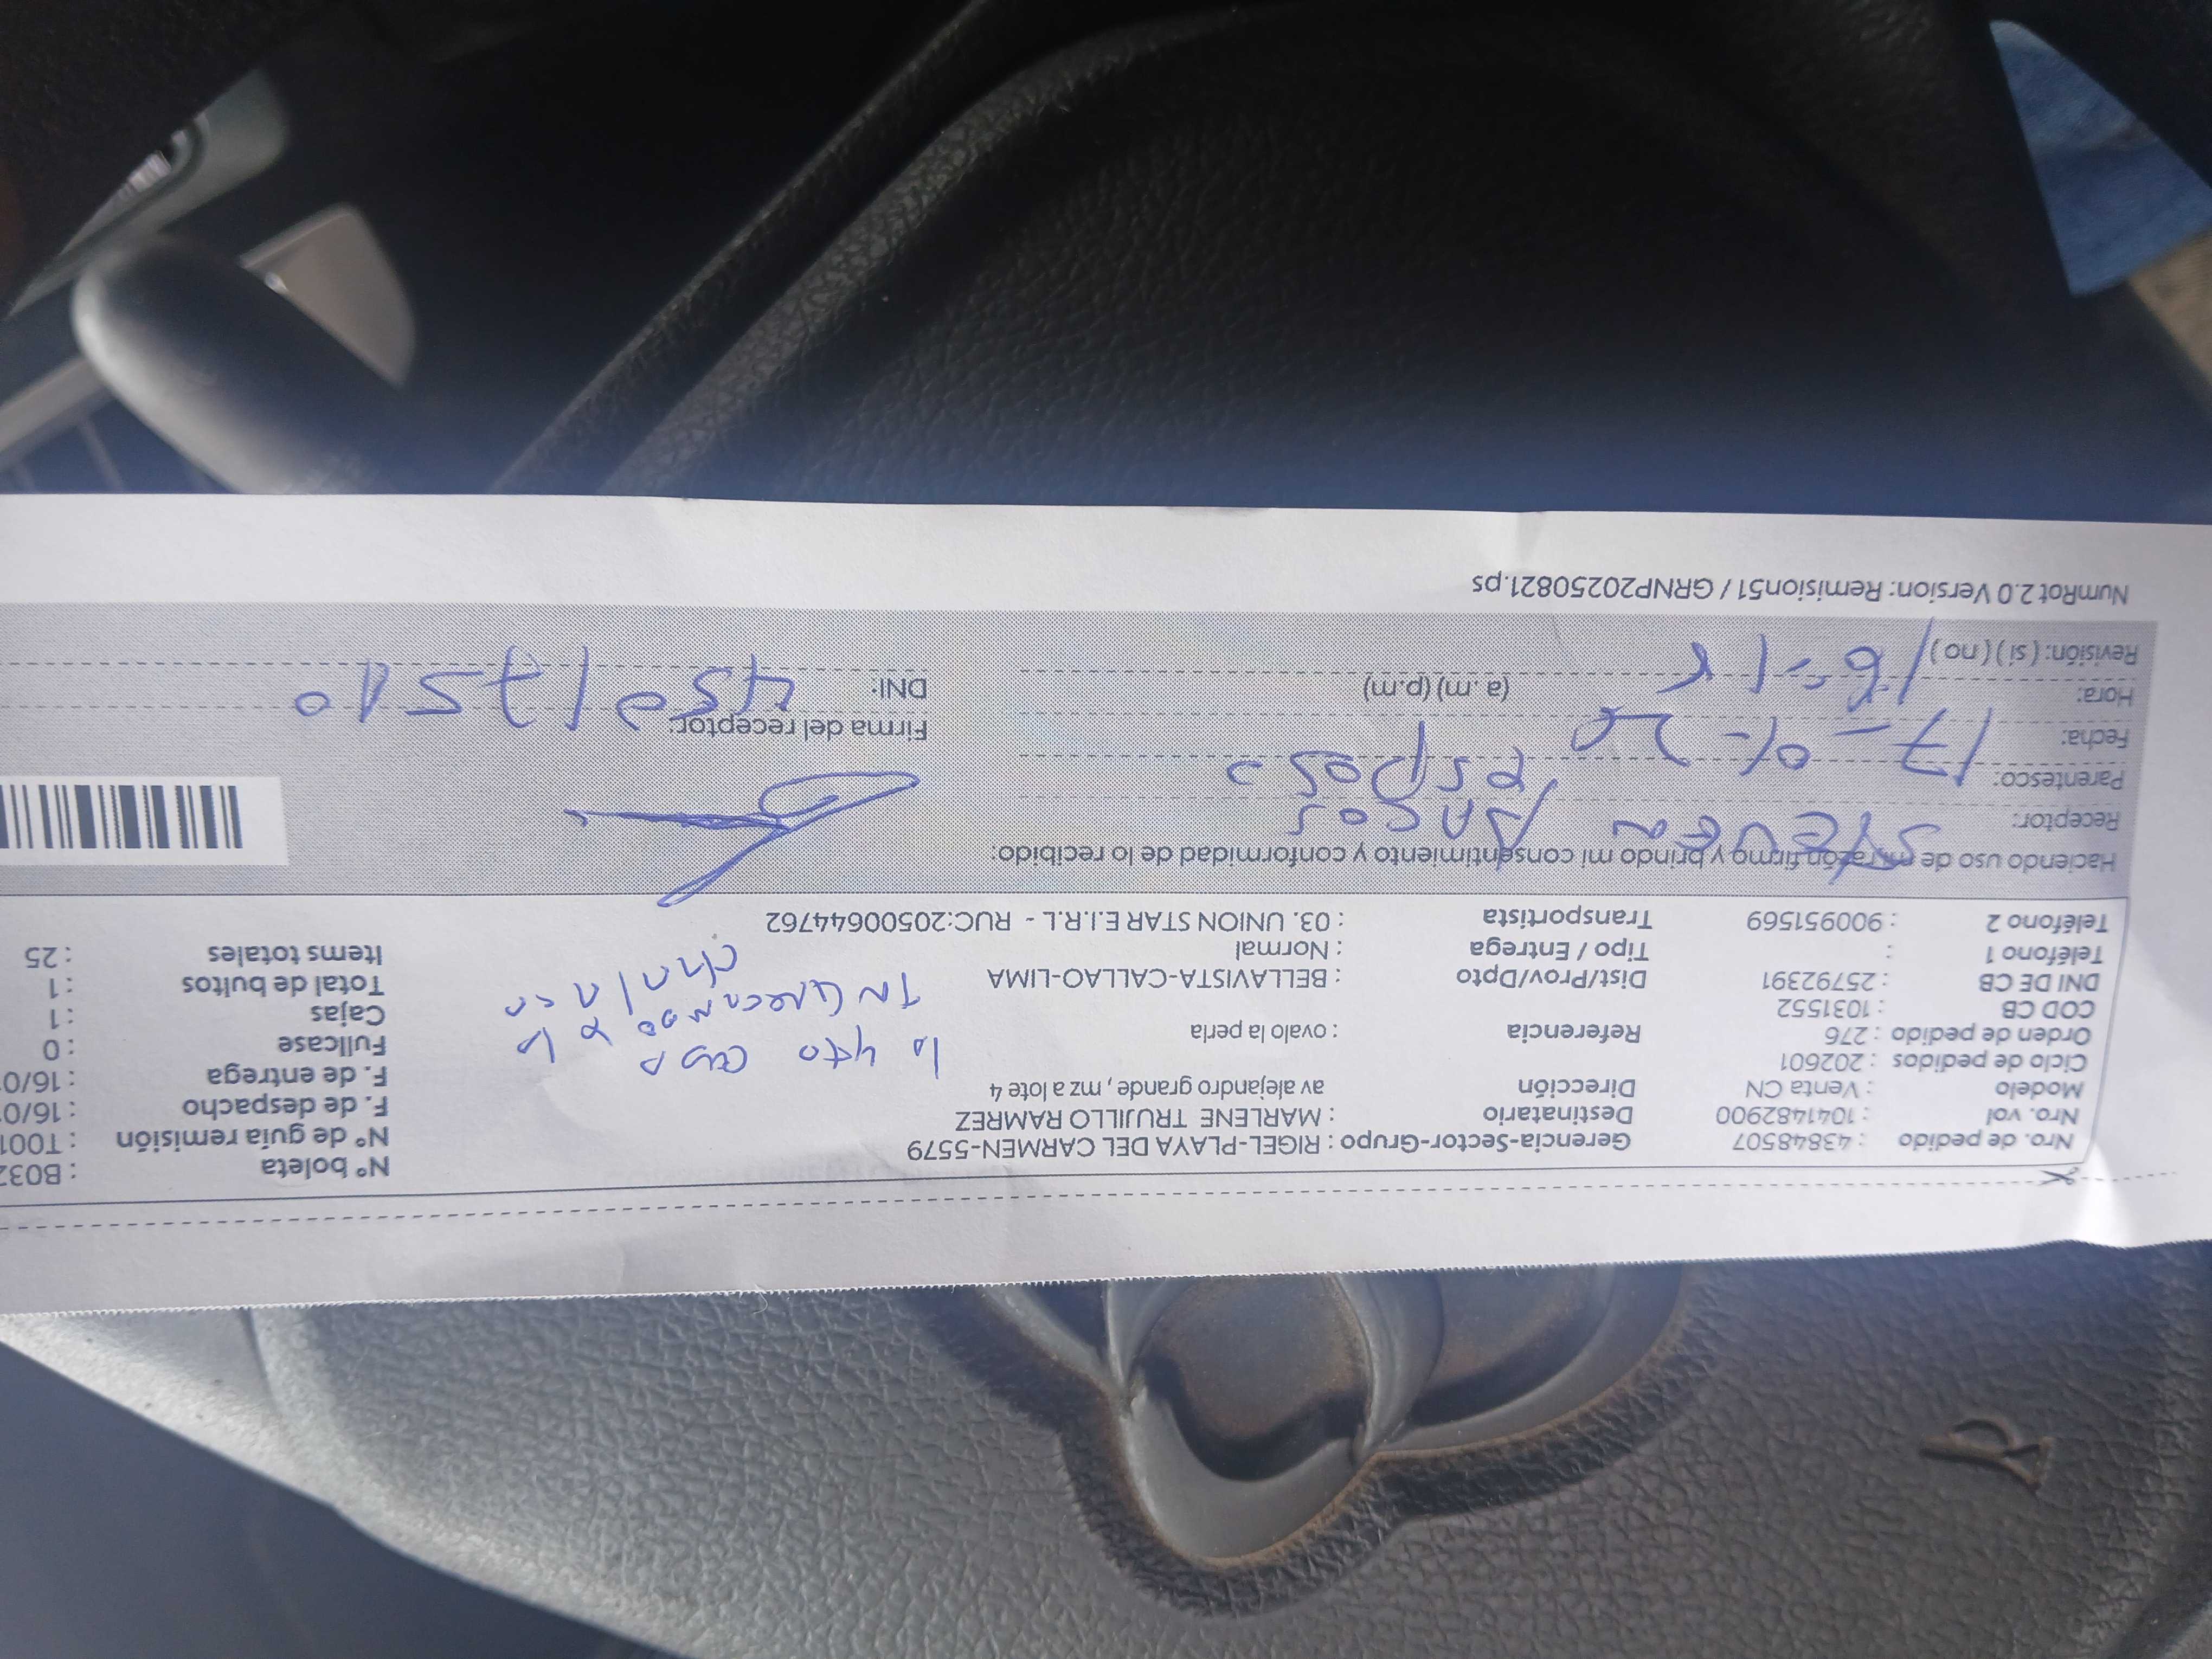 Nro. de pedido : 43848507 Gerencia-Sector-Grupo : RIGEL-PLAYA DEL CARMEN-5579 N° boleta : B032
Nro. vol : 1041482900 Destinatario : MARLENE TRUJILLO RAMREZ N° de guía remisión : T001
Modelo : Venta CN Dirección av alejandro grande , mz a lote 4 F. de despacho : 16/0
Ciclo de pedidos : 202601 F. de entrega : 16/0
Orden de pedido : 276 Referencia : ovalo la perla Fullcase : 0
COD CB : 1031552 Cajas : 1
DNI DE CB : 25792391 Dist/Prov/Dpto : BELLAVISTA-CALLAO-LIMA Total de bultos : 1
Teléfono 1 : Tipo / Entrega : Normal Items totales : 25
Teléfono 2 : 900951569 Transportista : 03. UNION STAR E.I.R.L - RUC:20500644762
Haciendo uso de mi razón firmo y brindo mi consentimiento y conformidad de lo recibido:
Receptor: STEVEN
Parentesco: esposo
Fecha: 17-01-26 Firma del receptor:
Hora: (a. m) (p.m) DNI:
Revisión: ( si ) ( no )
NumRot 2.0 Version: Remision51 / GRNP20250821.ps